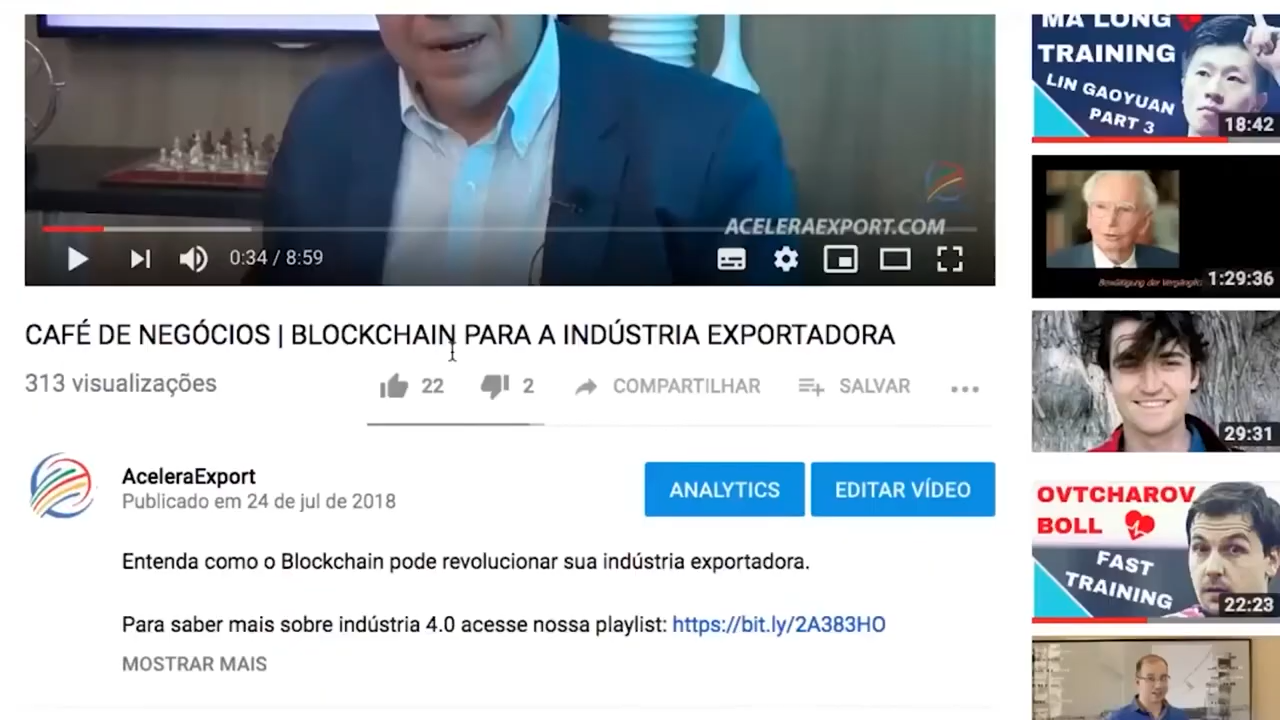 ACELERAEXPORT.COM
0:34 / 8:59
CAFÉ DE NEGÓCIOS | BLOCKCHAIN PARA A INDÚSTRIA EXPORTADORA
313 visualizações
22
2
COMPARTILHAR
SALVAR
AceleraExport
Publicado em 24 de jul de 2018
ANALYTICS
EDITAR VÍDEO
Entenda como o Blockchain pode revolucionar sua indústria exportadora.
Para saber mais sobre indústria 4.0 acesse nossa playlist: https://bit.ly/2A383HO
MOSTRAR MAIS
MA LONG
TRAINING
LIN GAOYUAN
PART 3
18:42
Bewältigung der
1:29:36
29:31
OVTCHAROV
BOLL
FAST
TRAINING
22:23